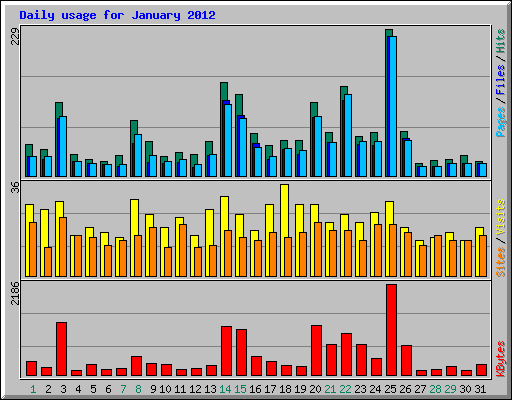 Daily usage for January 2012
229
Pages / Files / Hits
36
Sites / Visits
2186
KBytes
1 2 3 4 5 6 7 8 9 10 11 12 13 14 15 16 17 18 19 20 21 22 23 24 25 26 27 28 29 30 31